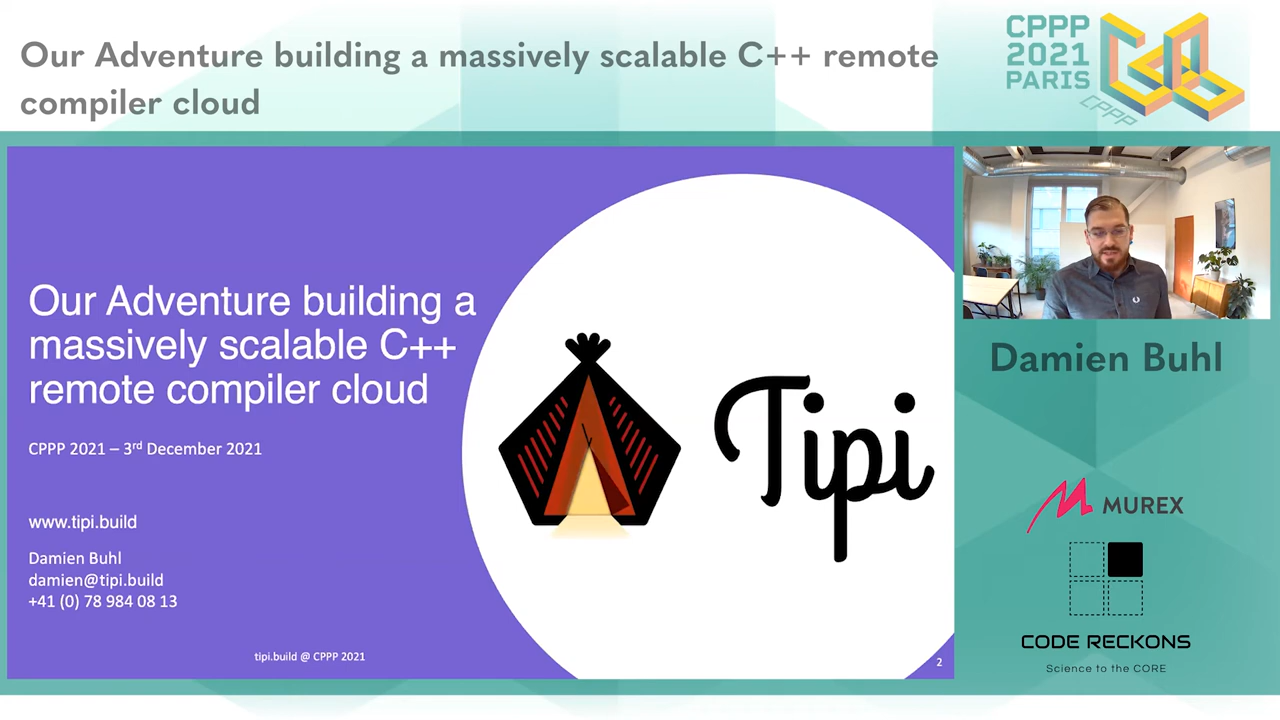 Our Adventure building a massively scalable C++ remote
compiler cloud
CPPP
2021
PARIS
CPPP
Our Adventure building a
massively scalable C++
remote compiler cloud
CPPP 2021 – 3rd December 2021
www.tipi.build
Damien Buhl
damien@tipi.build
+41 (0) 78 984 08 13
tipi.build @ CPPP 2021
2
Tipi
Damien Buhl
MUREX
CODE RECKONS
Science to the CORE